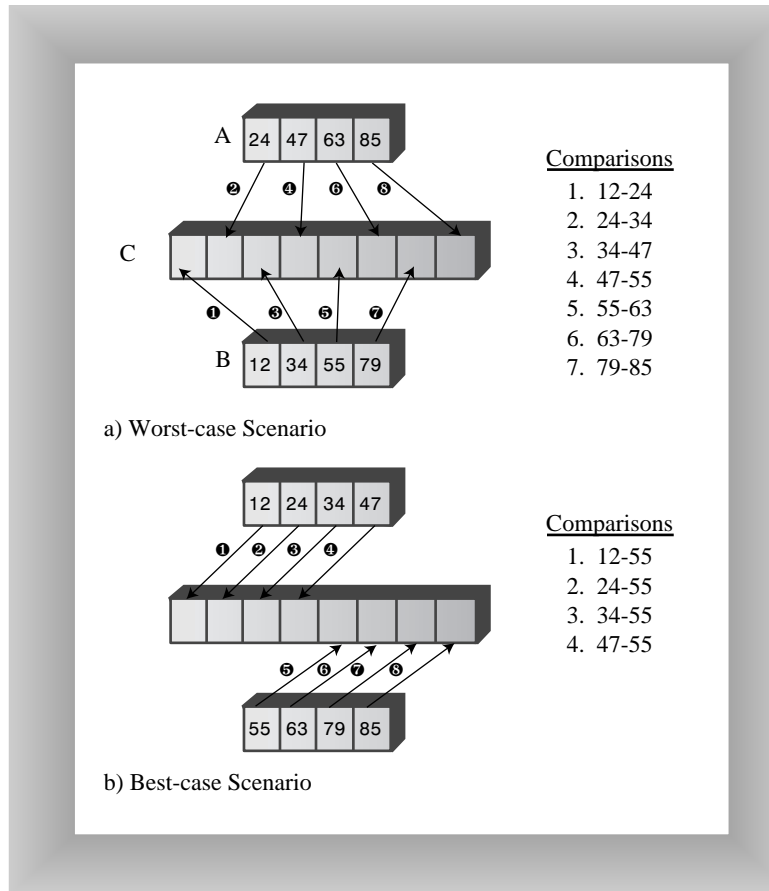 A
24 47 63 85
❷ ❹ ❻ ❽
C
❶ ❸ ❺ ❼
B
12 34 55 79
Comparisons
1. 12-24
2. 24-34
3. 34-47
4. 47-55
5. 55-63
6. 63-79
7. 79-85
a) Worst-case Scenario
12 24 34 47
❶ ❷ ❸ ❹
❺ ❻ ❼ ❽
55 63 79 85
Comparisons
1. 12-55
2. 24-55
3. 34-55
4. 47-55
b) Best-case Scenario